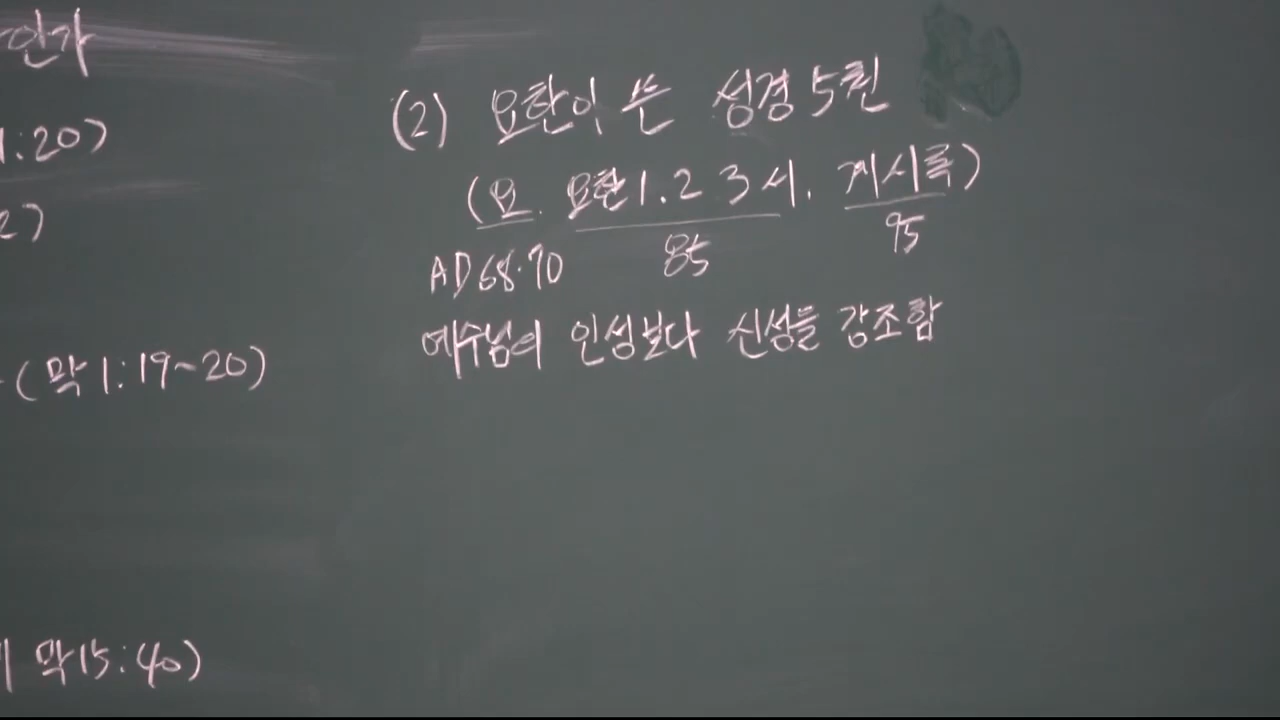 인가
1:20)
2)
(막 1:19~20)
막15:40)
(2) 요한이 쓴 성경 5권
(요. 요한1.2 3서. 계시록)
AD68.70 85 95
예수님의 인성보다 신성을 강조함